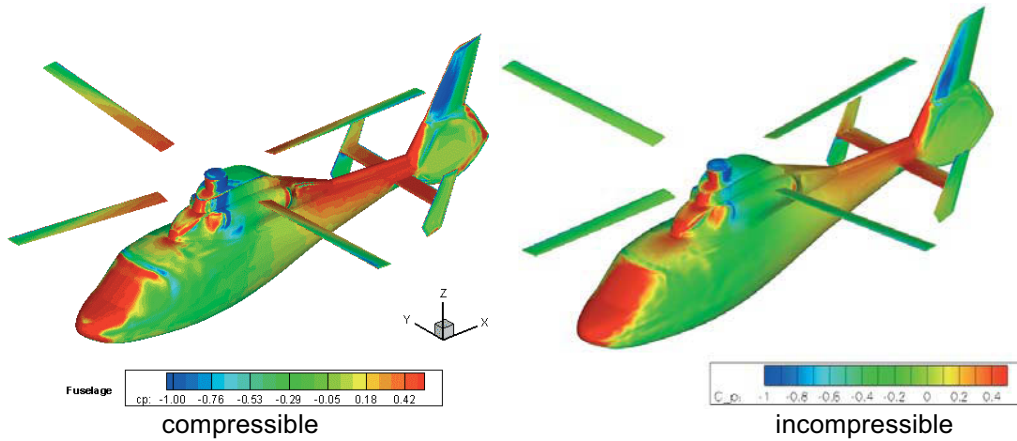 Z
Y
X
Fuselage
cp: -1.00 -0.76 -0.53 -0.29 -0.05 0.18 0.42
compressible
C_p: -1 -0.8 -0.6 -0.4 -0.2 0 0.2 0.4
incompressible